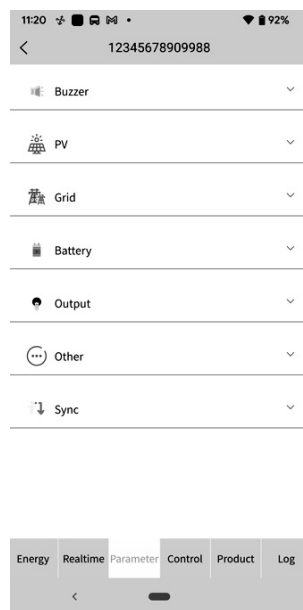 11:20 92%
12345678909988
Buzzer
PV
Grid
Battery
Output
Other
Sync
Energy Realtime Parameter Control Product Log